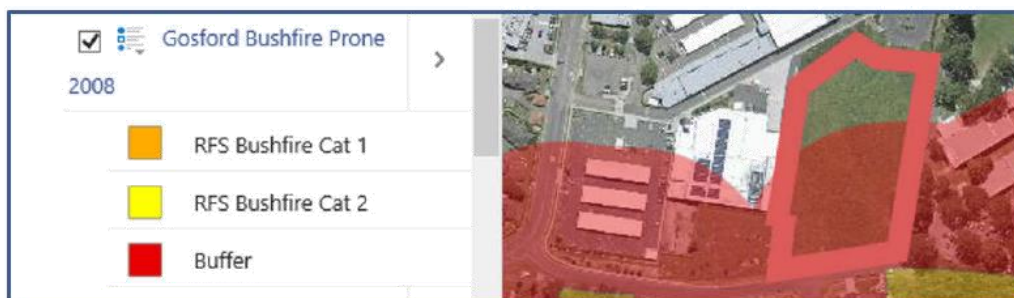 Gosford Bushfire Prone
2008
RFS Bushfire Cat 1
RFS Bushfire Cat 2
Buffer